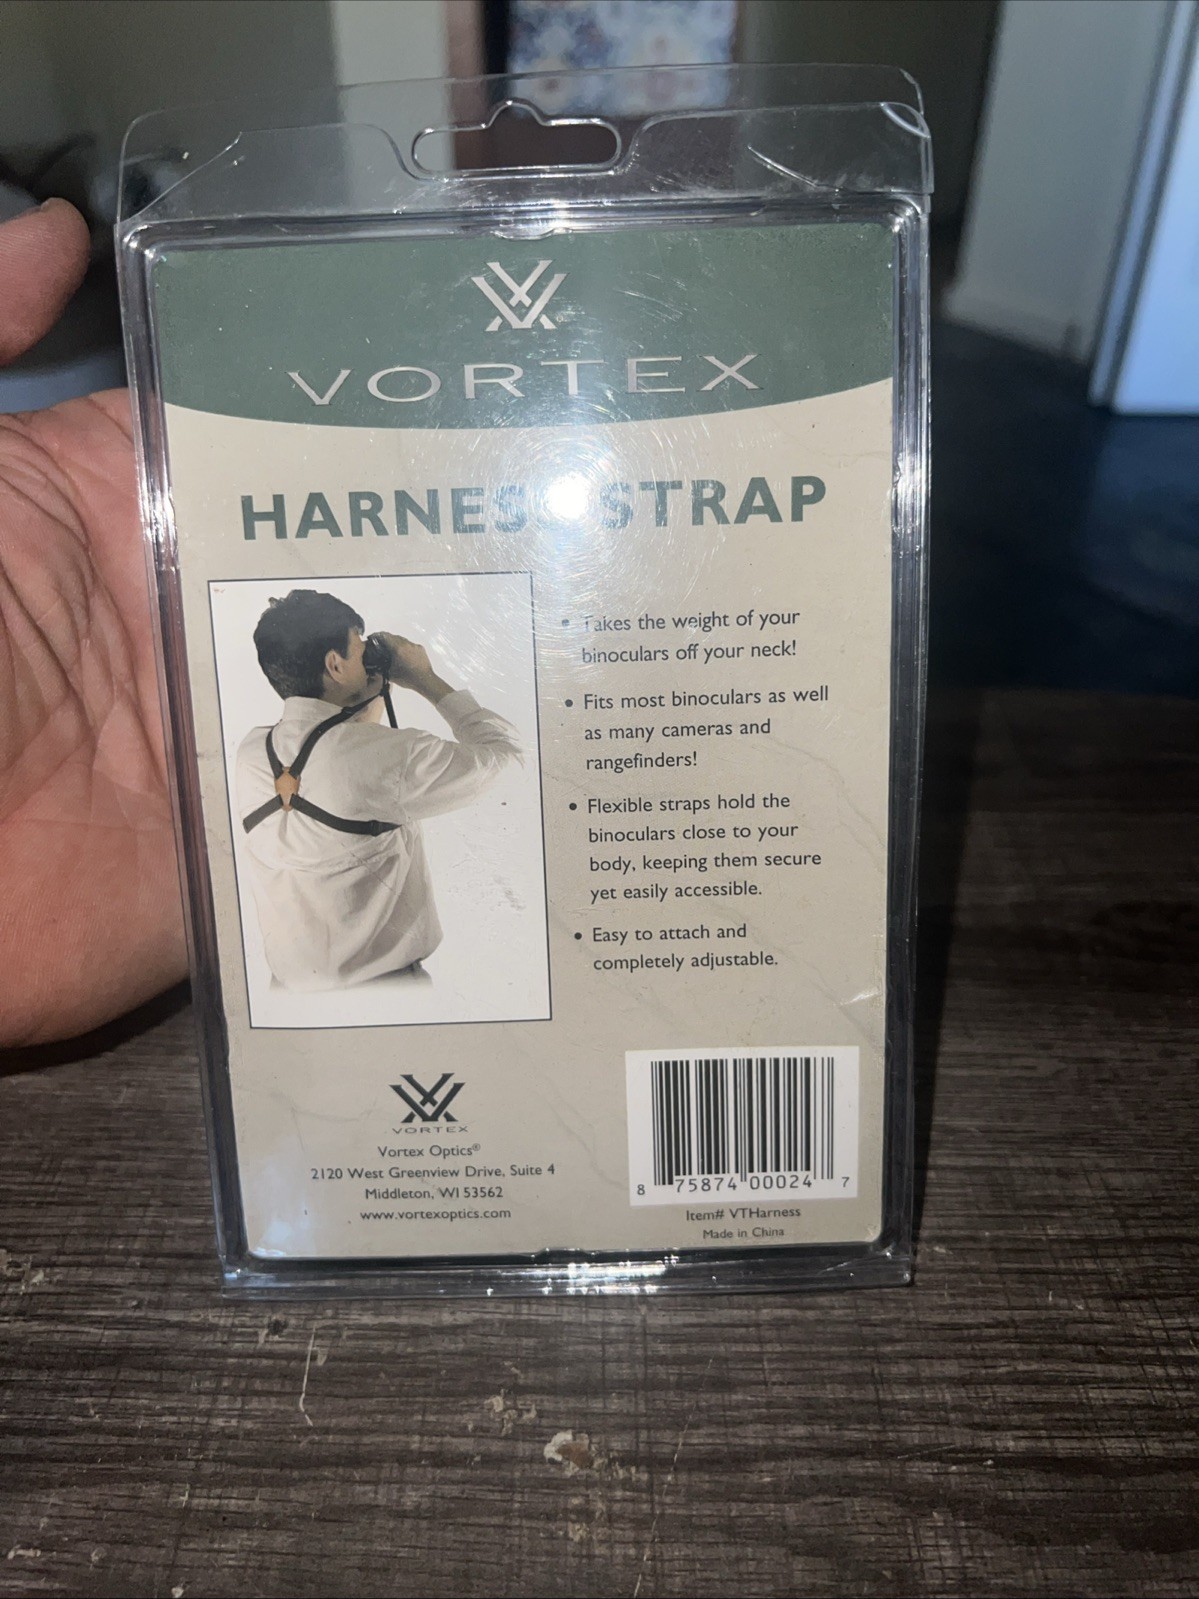 VORTEX
HARNESS STRAP
• Takes the weight of your
binoculars off your neck!
• Fits most binoculars as well
as many cameras and
rangefinders!
• Flexible straps hold the
binoculars close to your
body, keeping them secure
yet easily accessible.
• Easy to attach and
completely adjustable.
VORTEX
Vortex Optics®
2120 West Greenview Drive, Suite 4
Middleton, WI 53562
www.vortexoptics.com
8 75874 00024 7
Item# VTHarness
Made in China